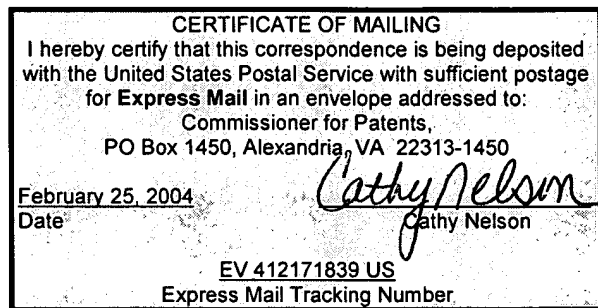 CERTIFICATE OF MAILING
I hereby certify that this correspondence is being deposited
with the United States Postal Service with sufficient postage
for Express Mail in an envelope addressed to:
Commissioner for Patents,
PO Box 1450, Alexandria, VA 22313-1450
February 25, 2004 Cathy Nelson
Date Cathy Nelson
EV 412171839 US
Express Mail Tracking Number